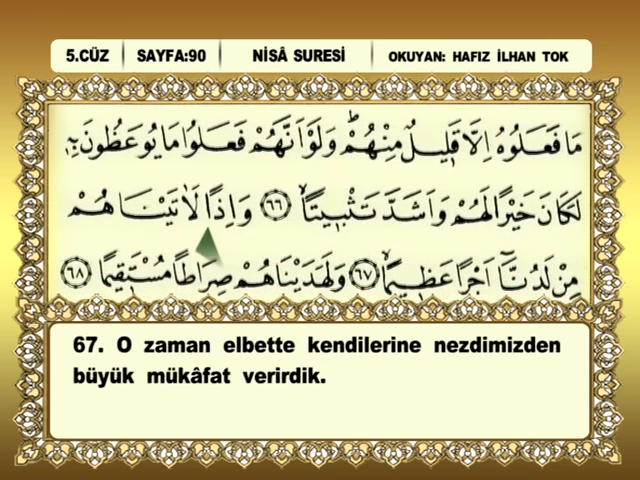 5.CÜZ SAYFA:90 NİSÂ SURESİ OKUYAN: HAFIZ İLHAN TOK
مَا فَعَلُوهُ اِلَّا قَلِيلٌ مِنْهُمْ وَلَوْ اَنَّهُمْ فَعَلُوا مَا يُوعَظُونَ بِهِ
لَكَانَ خَيْرًا لَهُمْ وَاَشَدَّ تَثْبِيتًا ﴿٦٦﴾ وَاِذًا لَاٰتَيْنَاهُمْ
مِنْ لَدُنَّٓا اَجْرًا عَظِيمًا ﴿٦٧﴾ وَلَهَدَيْنَاهُمْ صِرَاطًا مُسْتَقِيمًا ﴿٦٨﴾
67. O zaman elbette kendilerine nezdimizden
büyük mükâfat verirdik.